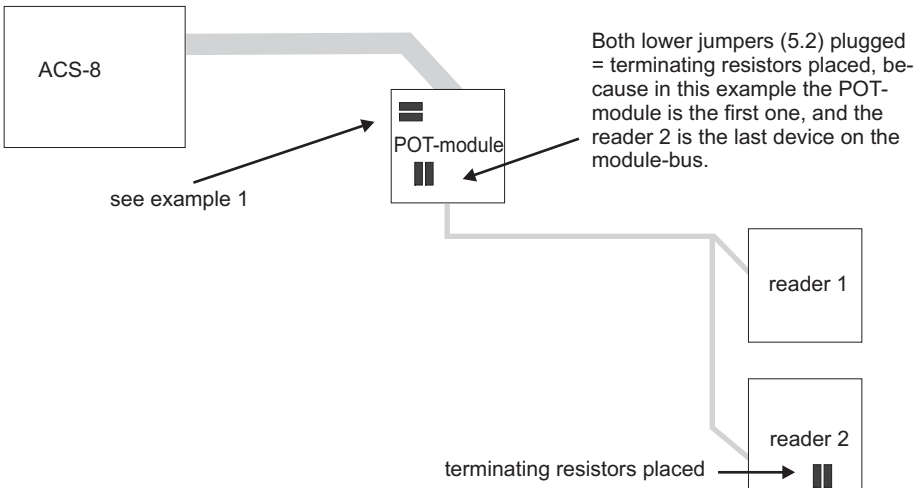 ACS-8
Both lower jumpers (5.2) plugged
= terminating resistors placed, be-
cause in this example the POT-
module is the first one, and the
reader 2 is the last device on the
module-bus.
POT-module
see example 1
reader 1
reader 2
terminating resistors placed